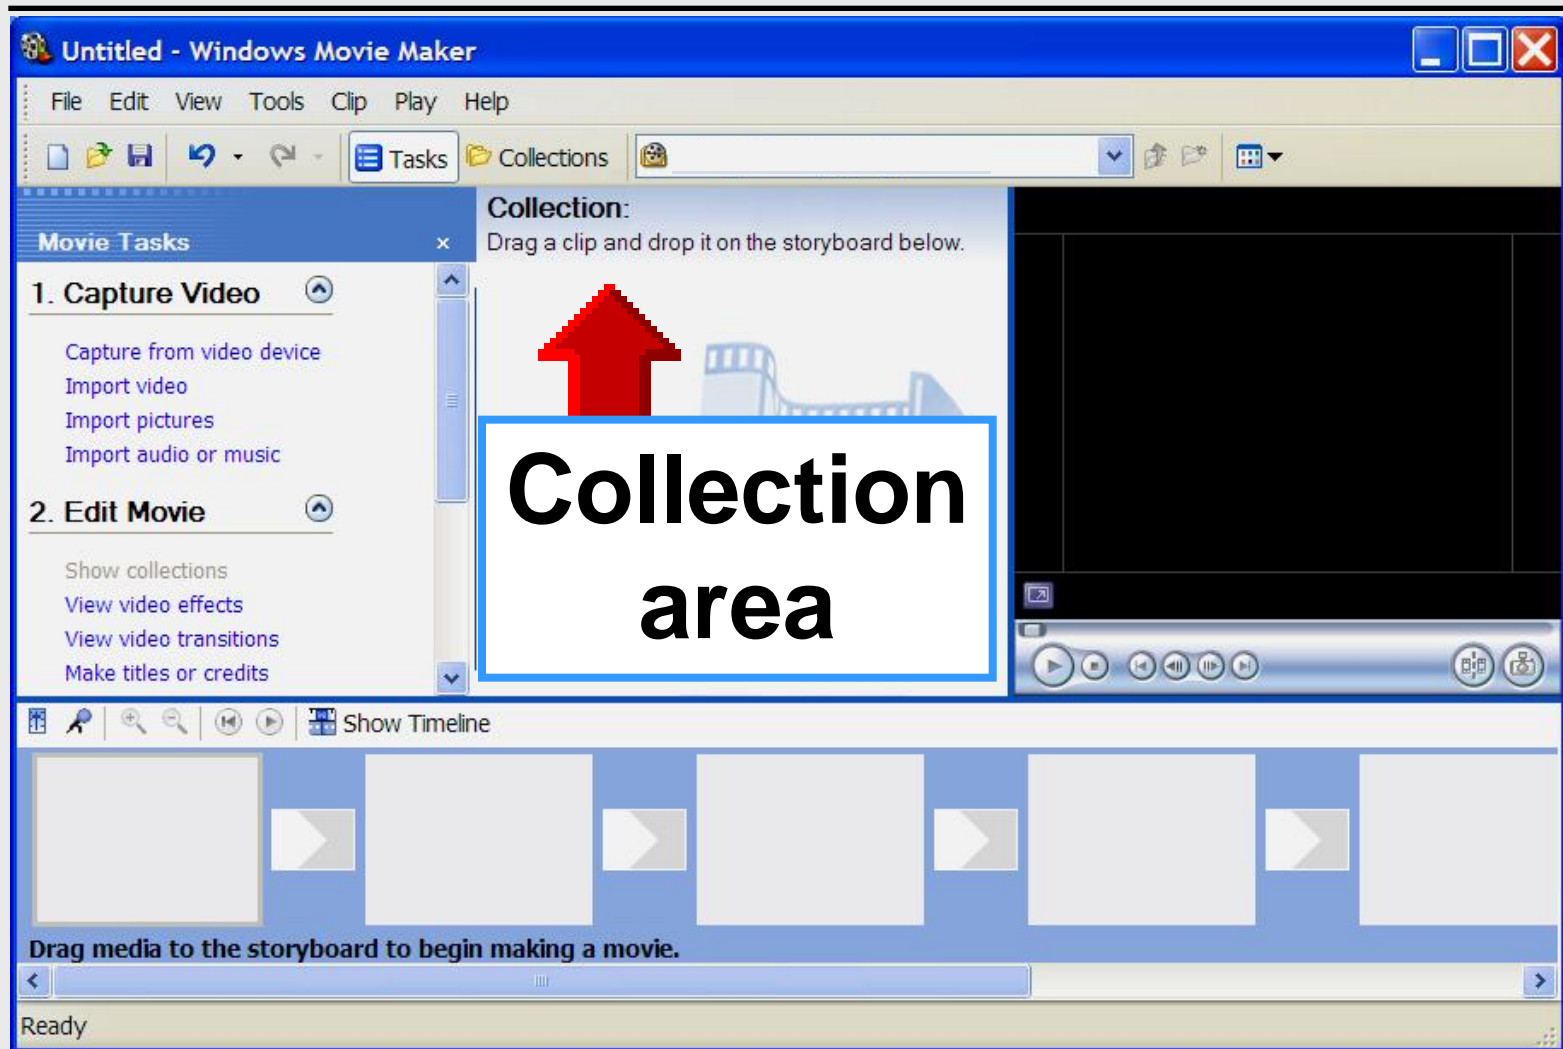 Untitled - Windows Movie Maker
File Edit View Tools Clip Play Help
Tasks Collections
Movie Tasks
Collection:
Drag a clip and drop it on the storyboard below.
1. Capture Video
Capture from video device
Import video
Import pictures
Import audio or music
2. Edit Movie
Show collections
View video effects
View video transitions
Make titles or credits
Collection
area
Show Timeline
Drag media to the storyboard to begin making a movie.
Ready